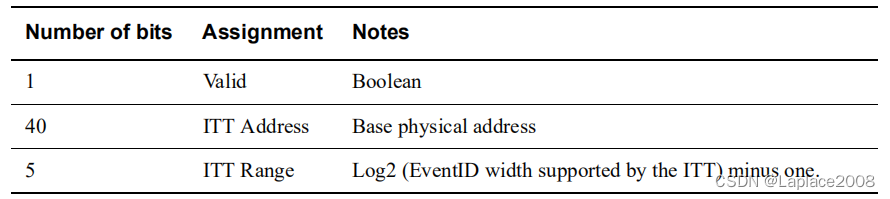 Number of bits Assignment Notes
1 Valid Boolean
40 ITT Address Base physical address
5 ITT Range Log2 (EventID width supported by the ITT) minus one.
CSDN @Laplace2008